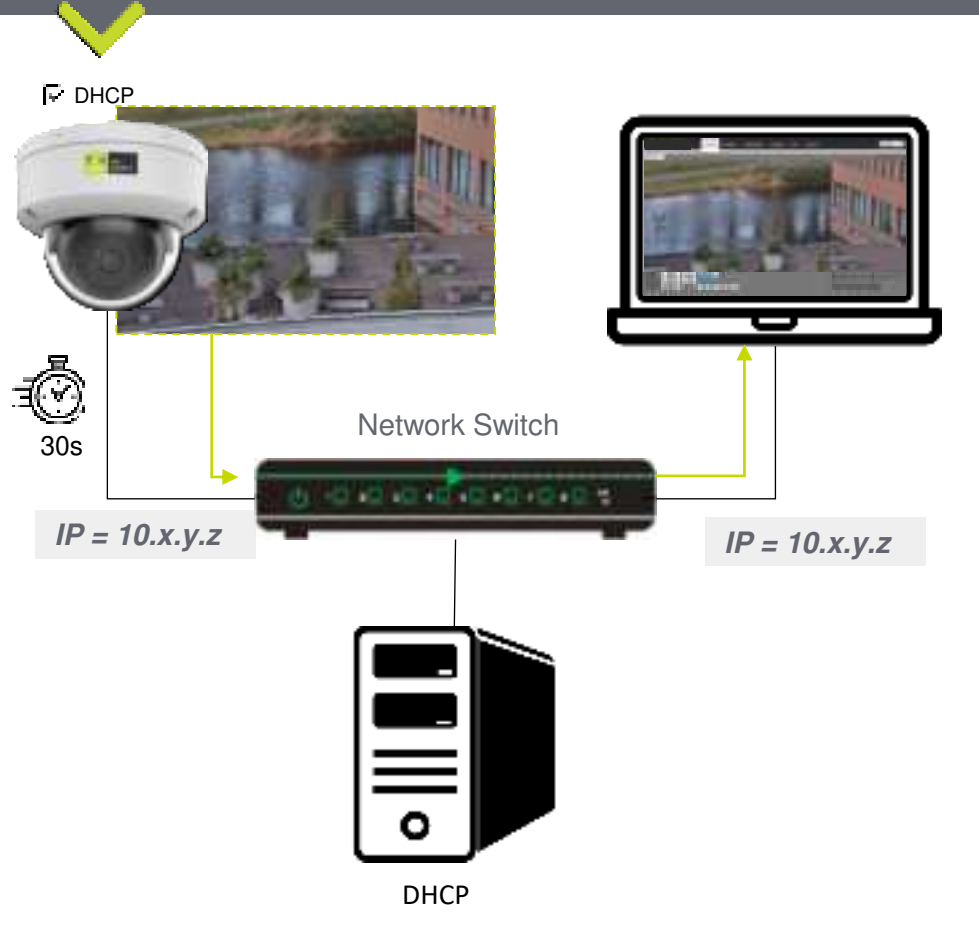 DHCP
30s
Network Switch
IP = 10.x.y.z
IP = 10.x.y.z
DHCP